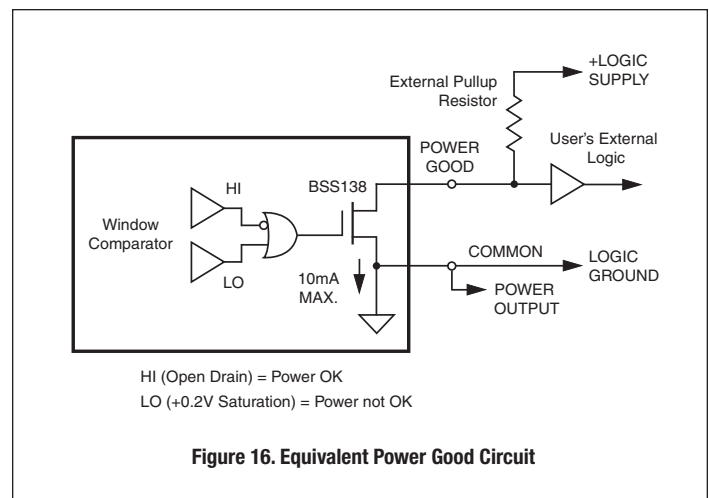 +LOGIC
SUPPLY
External Pullup
Resistor
User's External
Logic
POWER
GOOD
BSS138
HI
Window
Comparator
LO
10mA
MAX.
COMMON
LOGIC
GROUND
POWER
OUTPUT
HI (Open Drain) = Power OK
LO (+0.2V Saturation) = Power not OK
Figure 16. Equivalent Power Good Circuit